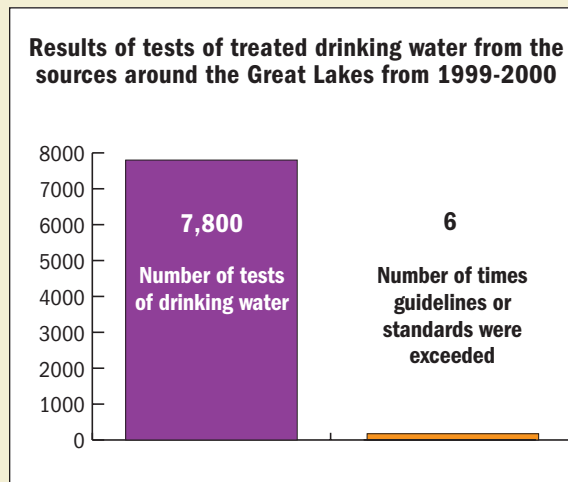 Results of tests of treated drinking water from the
sources around the Great Lakes from 1999-2000
8000
7000
6000
5000
4000
3000
2000
1000
0
7,800
Number of tests
of drinking water
6
Number of times
guidelines or
standards were
exceeded